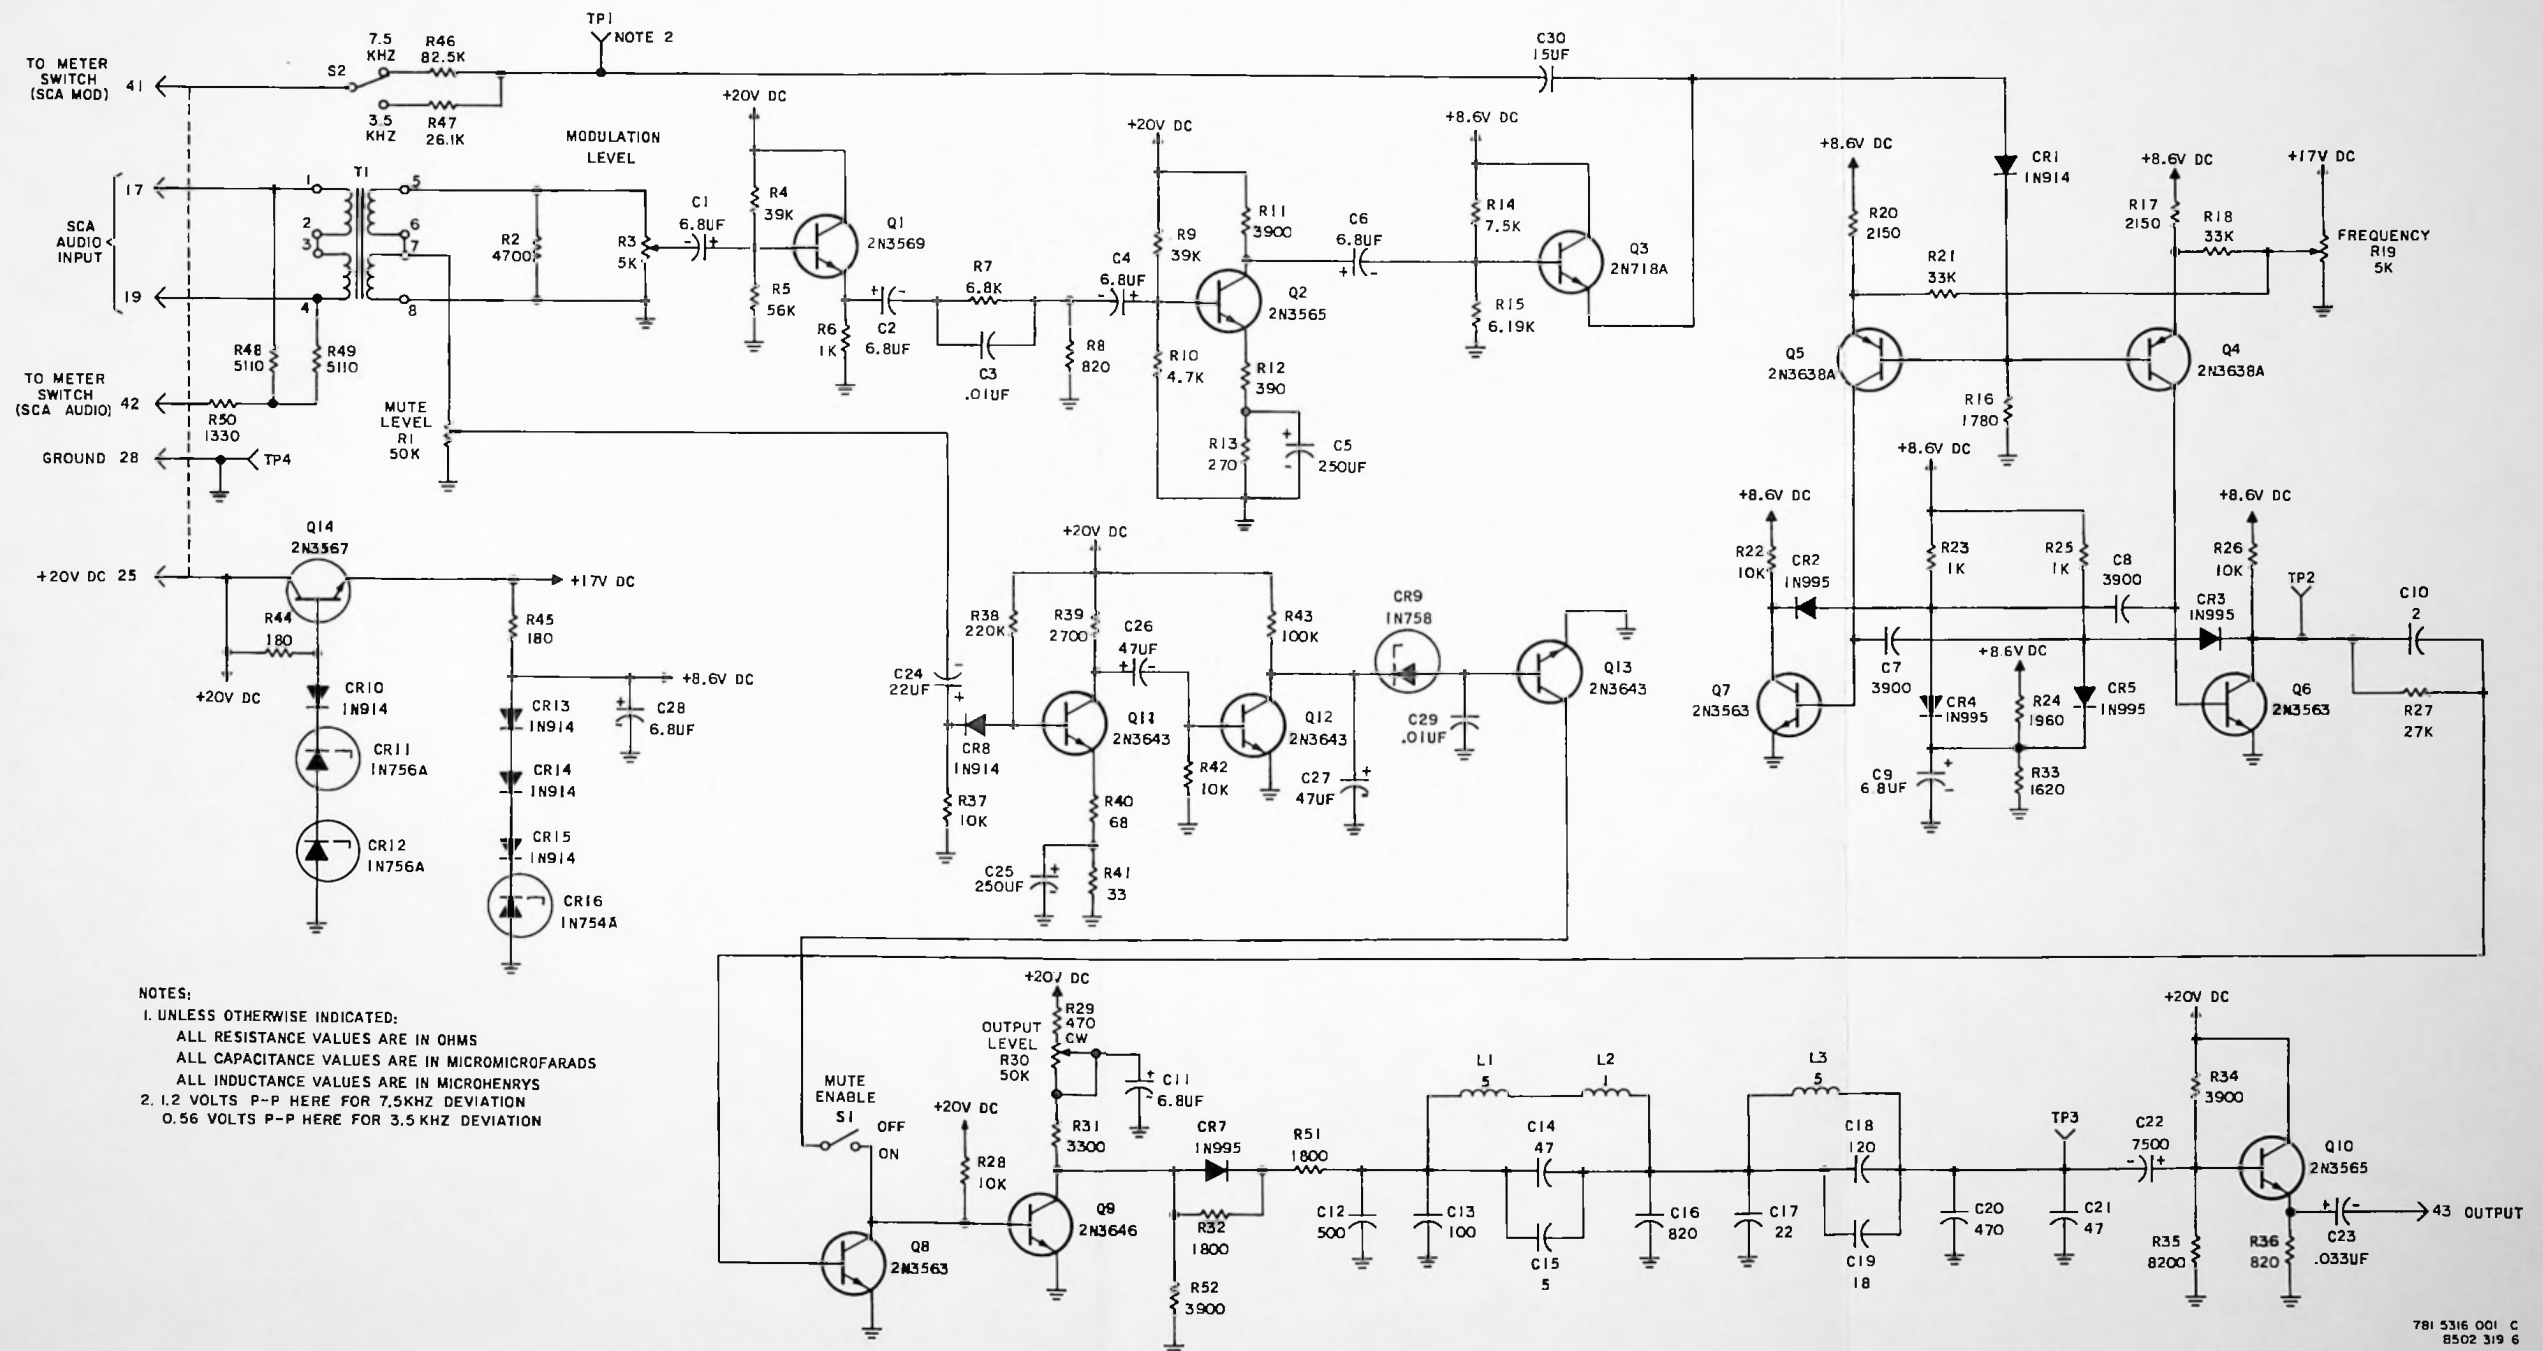 TP1
NOTE 2
7.5
KHZ
R46
82.5K
S2
3.5
KHZ
R47
26.1K
TO METER
SWITCH
(SCA MOD)
41
C30
15UF
SCA
AUDIO
INPUT
17
19
T1
1
2
3
4
5
6
7
8
MODULATION
LEVEL
R2
4700
R3
5K
C1
6.8UF
- +
+20V DC
R4
39K
R5
56K
Q1
2N3569
R6
1K
+ -
C2
6.8UF
R7
6.8K
C3
.01UF
R8
820
C4
6.8UF
- +
+20V DC
R9
39K
R10
4.7K
R11
3900
Q2
2N3565
R12
390
R13
270
+
-
C5
250UF
C6
6.8UF
+ -
+8.6V DC
R14
7.5K
R15
6.19K
Q3
2N718A
CR1
1N914
+8.6V DC
R20
2150
R21
33K
+8.6V DC
R17
2150
R18
33K
+17V DC
FREQUENCY
R19
5K
Q5
2N3638A
Q4
2N3638A
R16
1780
R48
5110
R49
5110
TO METER
SWITCH
(SCA AUDIO)
42
R50
1330
MUTE
LEVEL
R1
50K
GROUND 28
TP4
+20V DC 25
Q14
2N3567
+17V DC
R44
180
+20V DC
CR10
1N914
CR11
1N756A
CR12
1N756A
R45
180
+8.6V DC
+
-
C28
6.8UF
CR13
1N914
CR14
1N914
CR15
1N914
CR16
1N754A
C24
22UF
-
+
CR8
1N914
R37
10K
R38
220K
+20V DC
R39
2700
C26
47UF
+ -
Q11
2N3643
R40
68
R41
33
C25
250UF
+
-
R42
10K
Q12
2N3643
R43
100K
C27
47UF
+
CR9
1N758
C29
.01UF
Q13
2N3643
+8.6V DC
R22
10K
CR2
1N995
+8.6V DC
R23
1K
R25
1K
C8
3900
+8.6V DC
R26
10K
CR3
1N995
TP2
C10
2
R27
27K
C7
3900
+8.6V DC
R24
1960
CR4
1N995
CR5
1N995
Q7
2N3563
Q6
2N3563
C9
6.8UF
+
-
R33
1620
NOTES:
1. UNLESS OTHERWISE INDICATED:
ALL RESISTANCE VALUES ARE IN OHMS
ALL CAPACITANCE VALUES ARE IN MICROMICROFARADS
ALL INDUCTANCE VALUES ARE IN MICROHENRYS
2. 1.2 VOLTS P-P HERE FOR 7.5KHZ DEVIATION
0.56 VOLTS P-P HERE FOR 3.5 KHZ DEVIATION
MUTE
ENABLE
S1
OFF
ON
+20V DC
R29
470
CW
OUTPUT
LEVEL
R30
50K
+
-
C11
6.8UF
+20V DC
R28
10K
R31
3300
Q8
2N3563
Q9
2N3646
CR7
1N995
R32
1800
R52
3900
R51
1800
C12
500
C13
100
L1
5
L2
1
C14
47
C15
5
C16
820
C17
22
L3
5
C18
120
C19
18
C20
470
TP3
C21
47
C22
7500
- +
+20V DC
R34
3900
R35
8200
Q10
2N3565
R36
820
+ -
C23
.033UF
43 OUTPUT
781 5316 001 C
8502 319 6